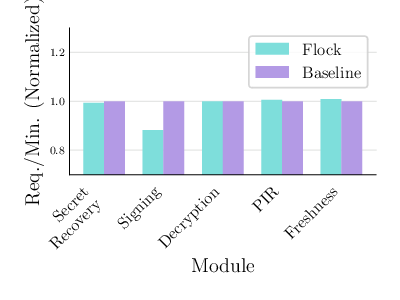 Req./Min. (Normalized)
1.2
1.0
0.8
Flock
Baseline
Secret
Recovery
Signing
Decryption
PIR
Freshness
Module